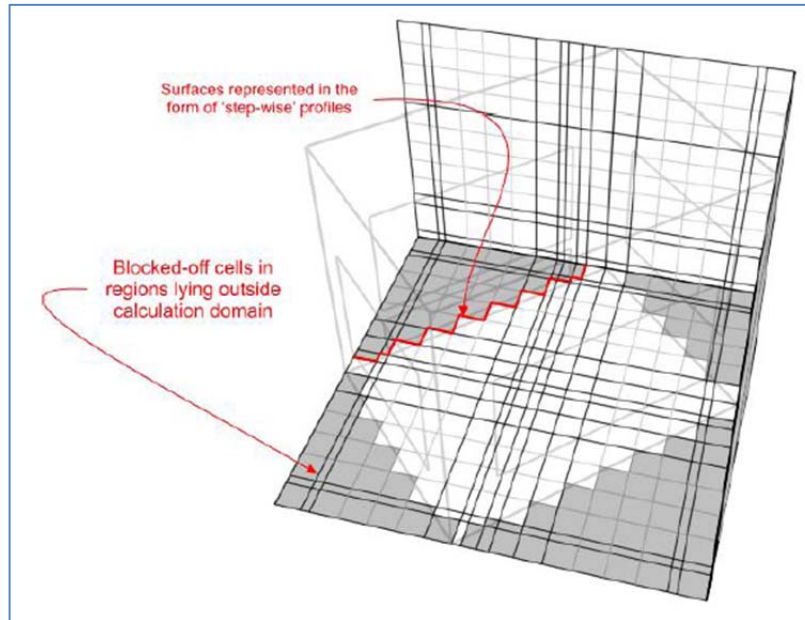 Surfaces represented in the
form of 'step-wise' profiles
Blocked-off cells in
regions lying outside
calculation domain